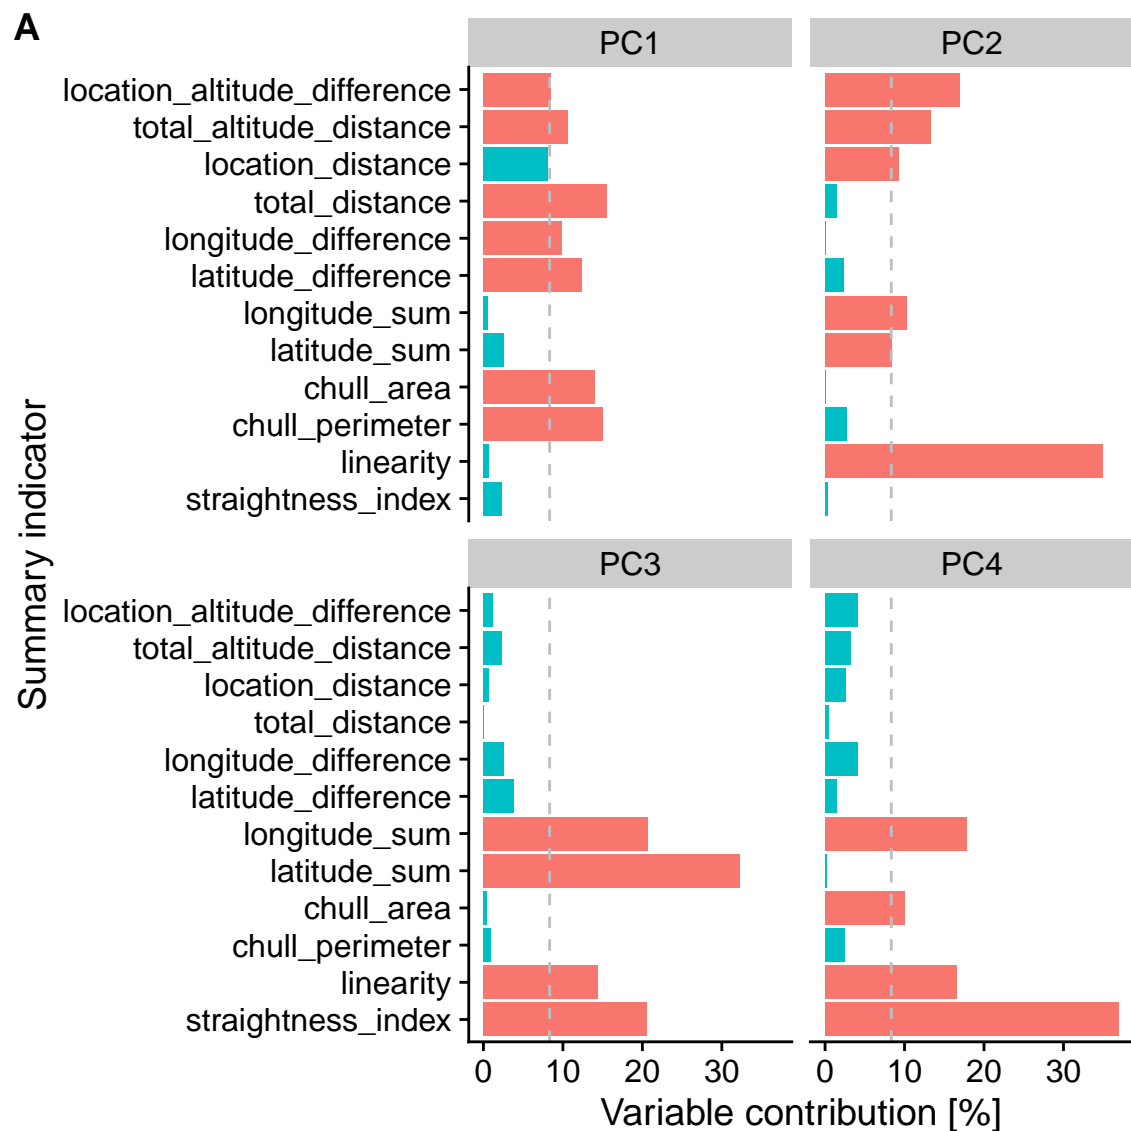 A
PC1
PC2
location_altitude_difference
total_altitude_distance
location_distance
total_distance
longitude_difference
latitude_difference
longitude_sum
latitude_sum
chull_area
chull_perimeter
linearity
straightness_index
Summary indicator
PC3
PC4
location_altitude_difference
total_altitude_distance
location_distance
total_distance
longitude_difference
latitude_difference
longitude_sum
latitude_sum
chull_area
chull_perimeter
linearity
straightness_index
0 10 20 30
0 10 20 30
Variable contribution [%]